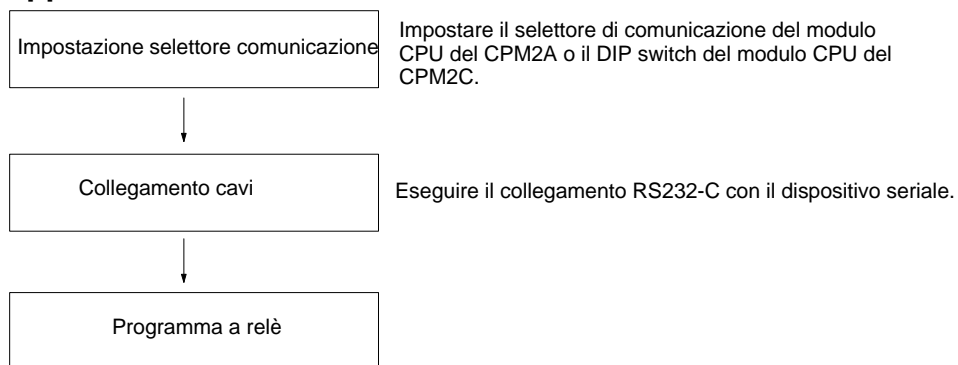 Impostazione selettore comunicazione
Impostare il selettore di comunicazione del modulo
CPU del CPM2A o il DIP switch del modulo CPU del
CPM2C.
Collegamento cavi
Eseguire il collegamento RS232-C con il dispositivo seriale.
Programma a relè